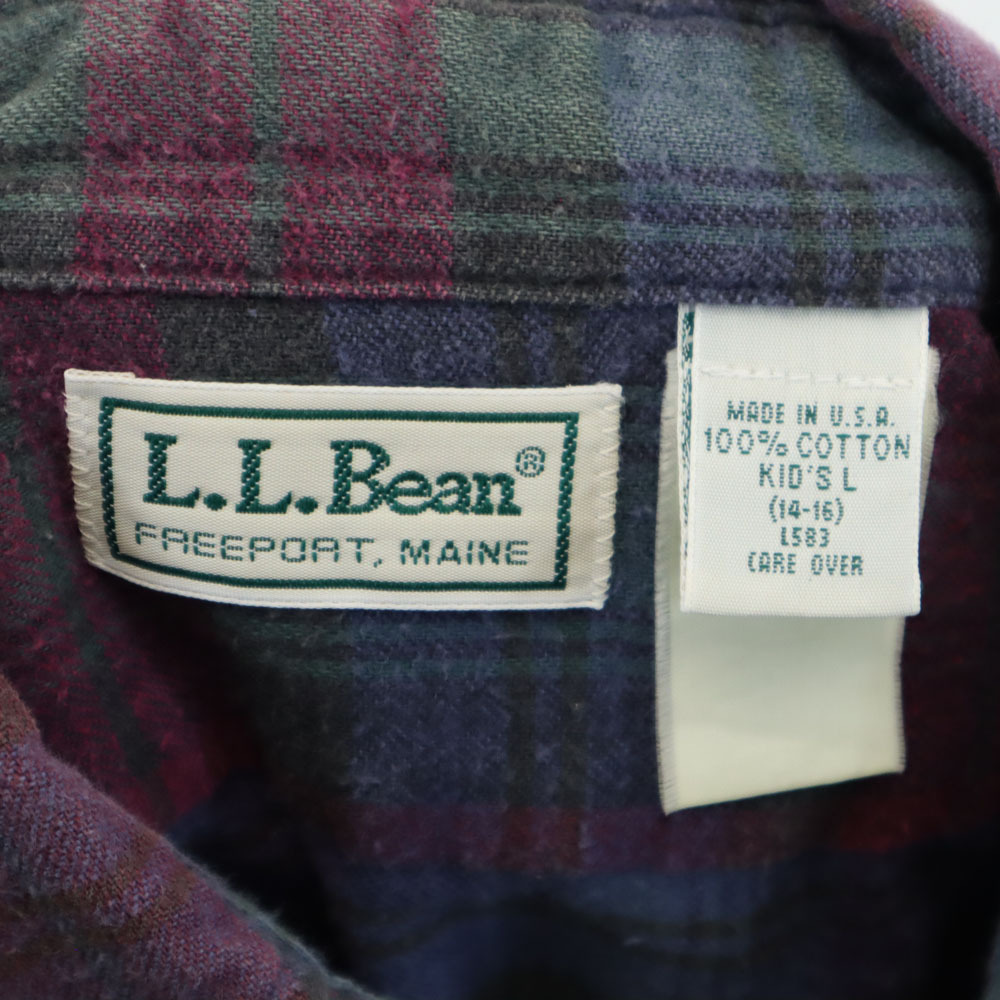 L.L.Bean®
FREEPORT, MAINE
MADE IN U.S.A.
100% COTTON
KID'S L
(14-16)
L583
CARE OVER